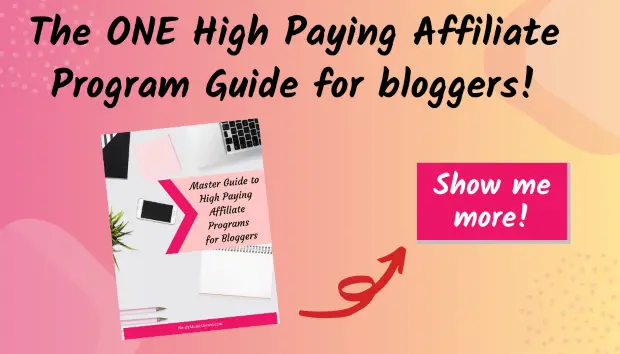 The ONE High Paying Affiliate
Program Guide for bloggers!
Master Guide to
High Paying
Affiliate
Programs
for Bloggers
Show me
more!